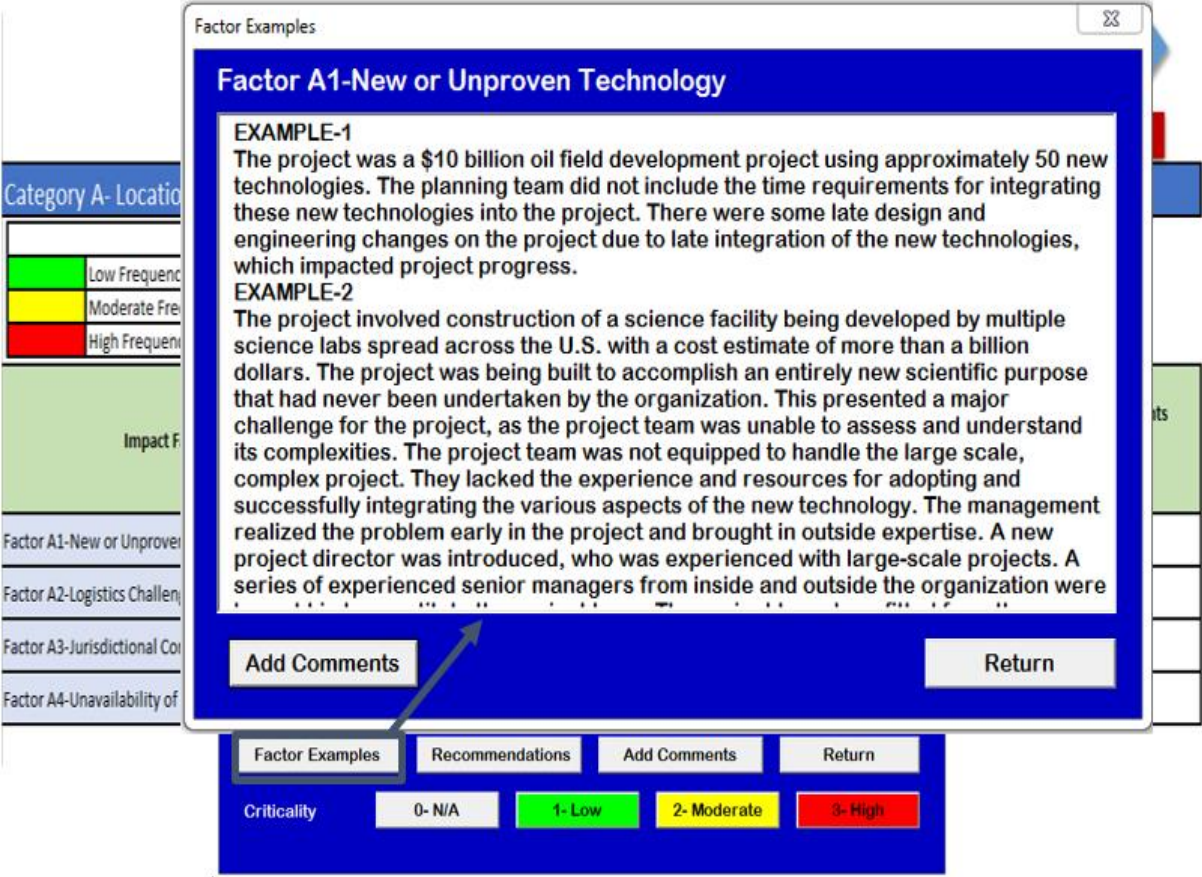 Factor Examples
Factor A1-New or Unproven Technology
EXAMPLE-1
The project was a $10 billion oil field development project using approximately 50 new
technologies. The planning team did not include the time requirements for integrating
these new technologies into the project. There were some late design and
engineering changes on the project due to late integration of the new technologies,
which impacted project progress.
EXAMPLE-2
The project involved construction of a science facility being developed by multiple
science labs spread across the U.S. with a cost estimate of more than a billion
dollars. The project was being built to accomplish an entirely new scientific purpose
that had never been undertaken by the organization. This presented a major
challenge for the project, as the project team was unable to assess and understand
its complexities. The project team was not equipped to handle the large scale,
complex project. They lacked the experience and resources for adopting and
successfully integrating the various aspects of the new technology. The management
realized the problem early in the project and brought in outside expertise. A new
project director was introduced, who was experienced with large-scale projects. A
series of experienced senior managers from inside and outside the organization were
Add Comments
Return
Category A- Locatio
Low Frequenc
Moderate Fre
High Frequen
Impact F
nts
Factor A1-New or Unprove
Factor A2-Logistics Challen
Factor A3-Jurisdictional Co
Factor A4-Unavailability of
Factor Examples
Recommendations
Add Comments
Return
Criticality
0- N/A
1- Low
2- Moderate
3- High